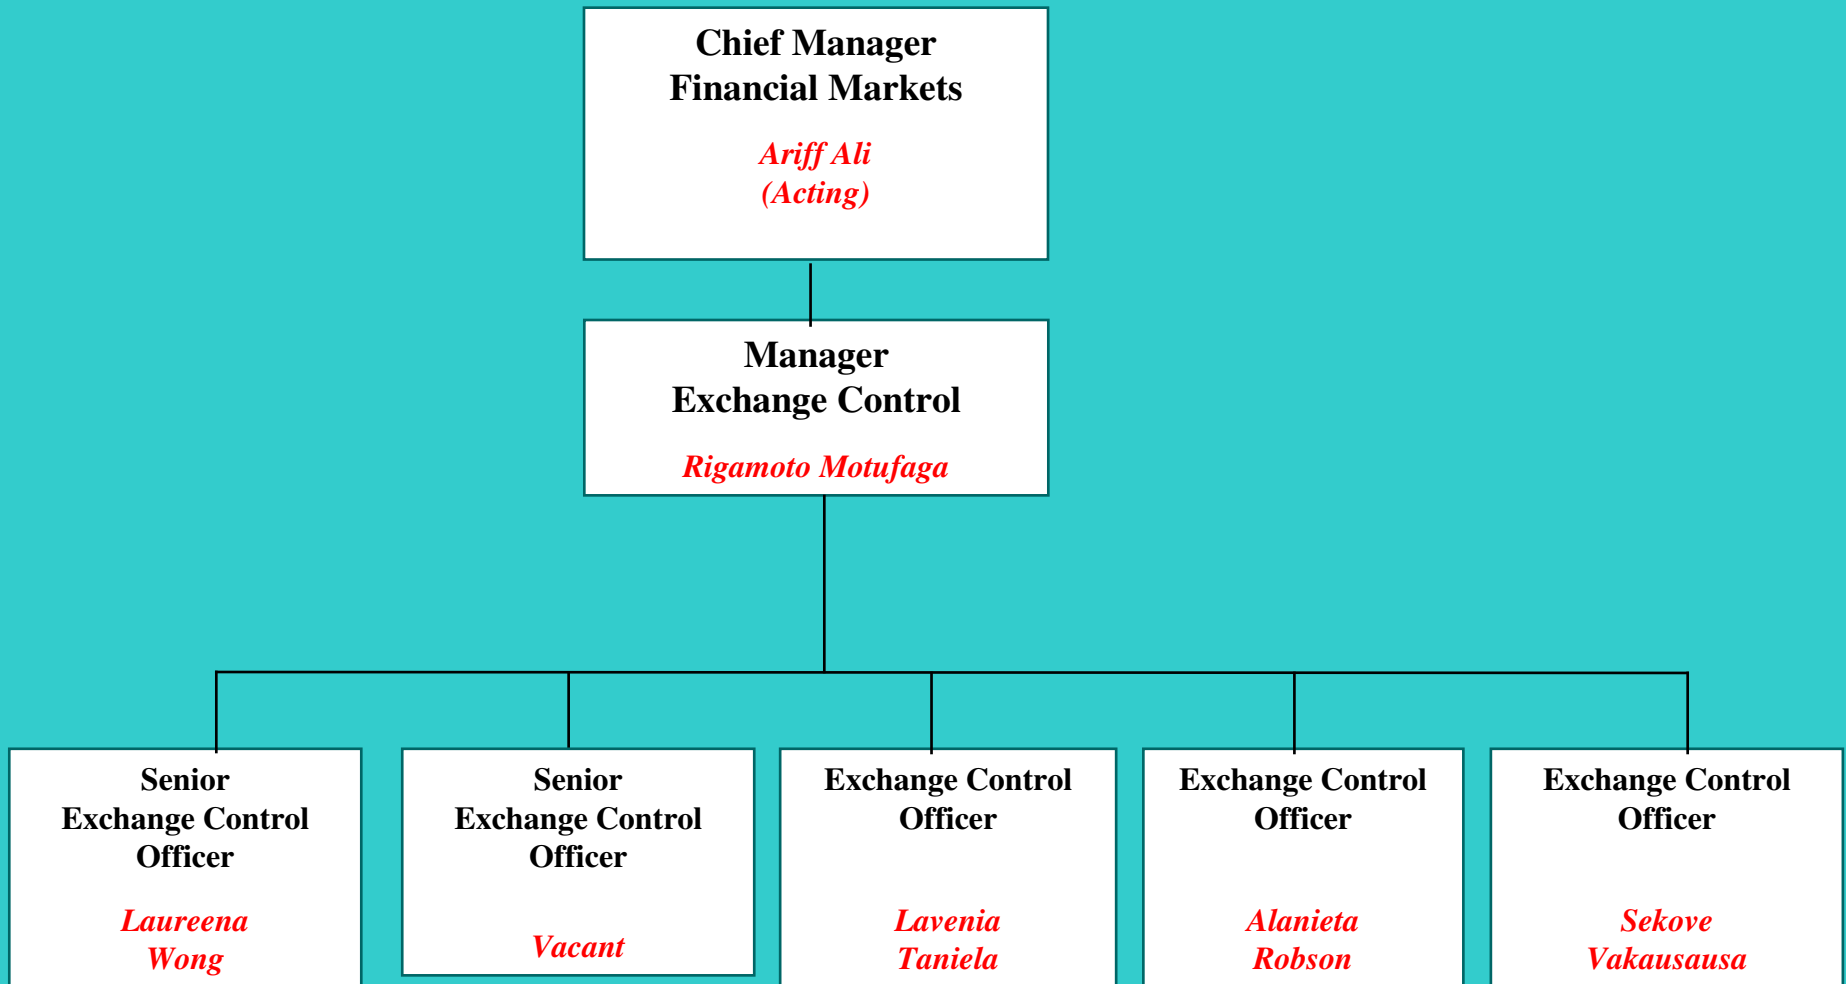 Chief Manager
Financial Markets
Ariff Ali
(Acting)
Manager
Exchange Control
Rigamoto Motufaga
Senior
Exchange Control
Officer
Laureena
Wong
Senior
Exchange Control
Officer
Vacant
Exchange Control
Officer
Lavenia
Taniela
Exchange Control
Officer
Alanieta
Robson
Exchange Control
Officer
Sekove
Vakausausa